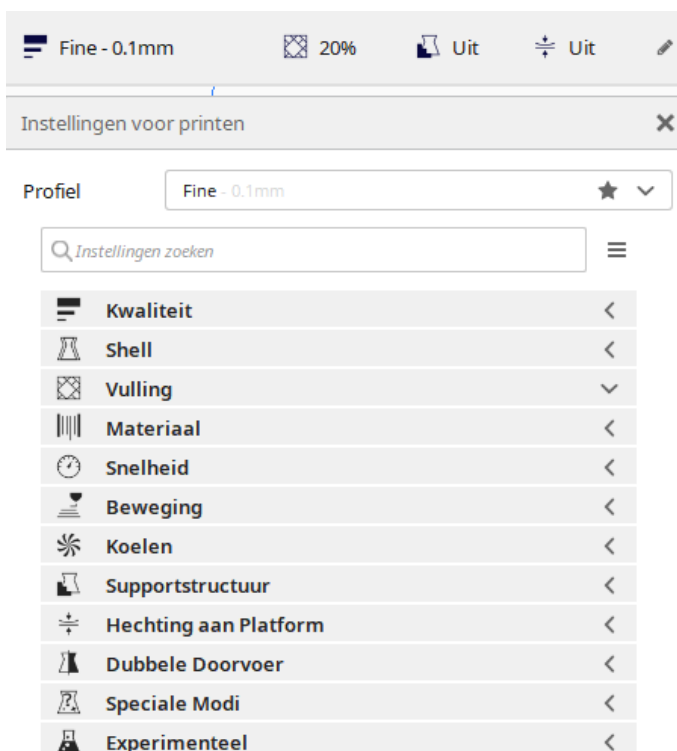 Fine - 0.1mm 20% Uit Uit
Instellingen voor printen
Profiel Fine - 0.1mm
Instellingen zoeken
Kwaliteit
Shell
Vulling
Materiaal
Snelheid
Beweging
Koelen
Supportstructuur
Hechting aan Platform
Dubbele Doorvoer
Speciale Modi
Experimenteel